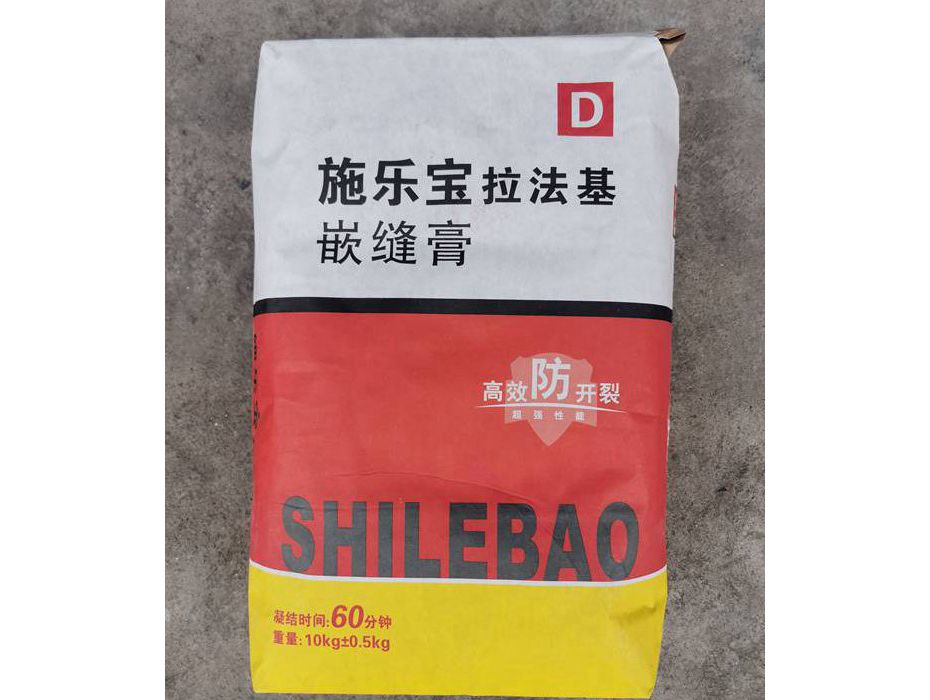 D
施乐宝拉法基
嵌缝膏
高效防开裂
超强性能
SHILEBAO
凝结时间:60分钟
重量:10kg±0.5kg